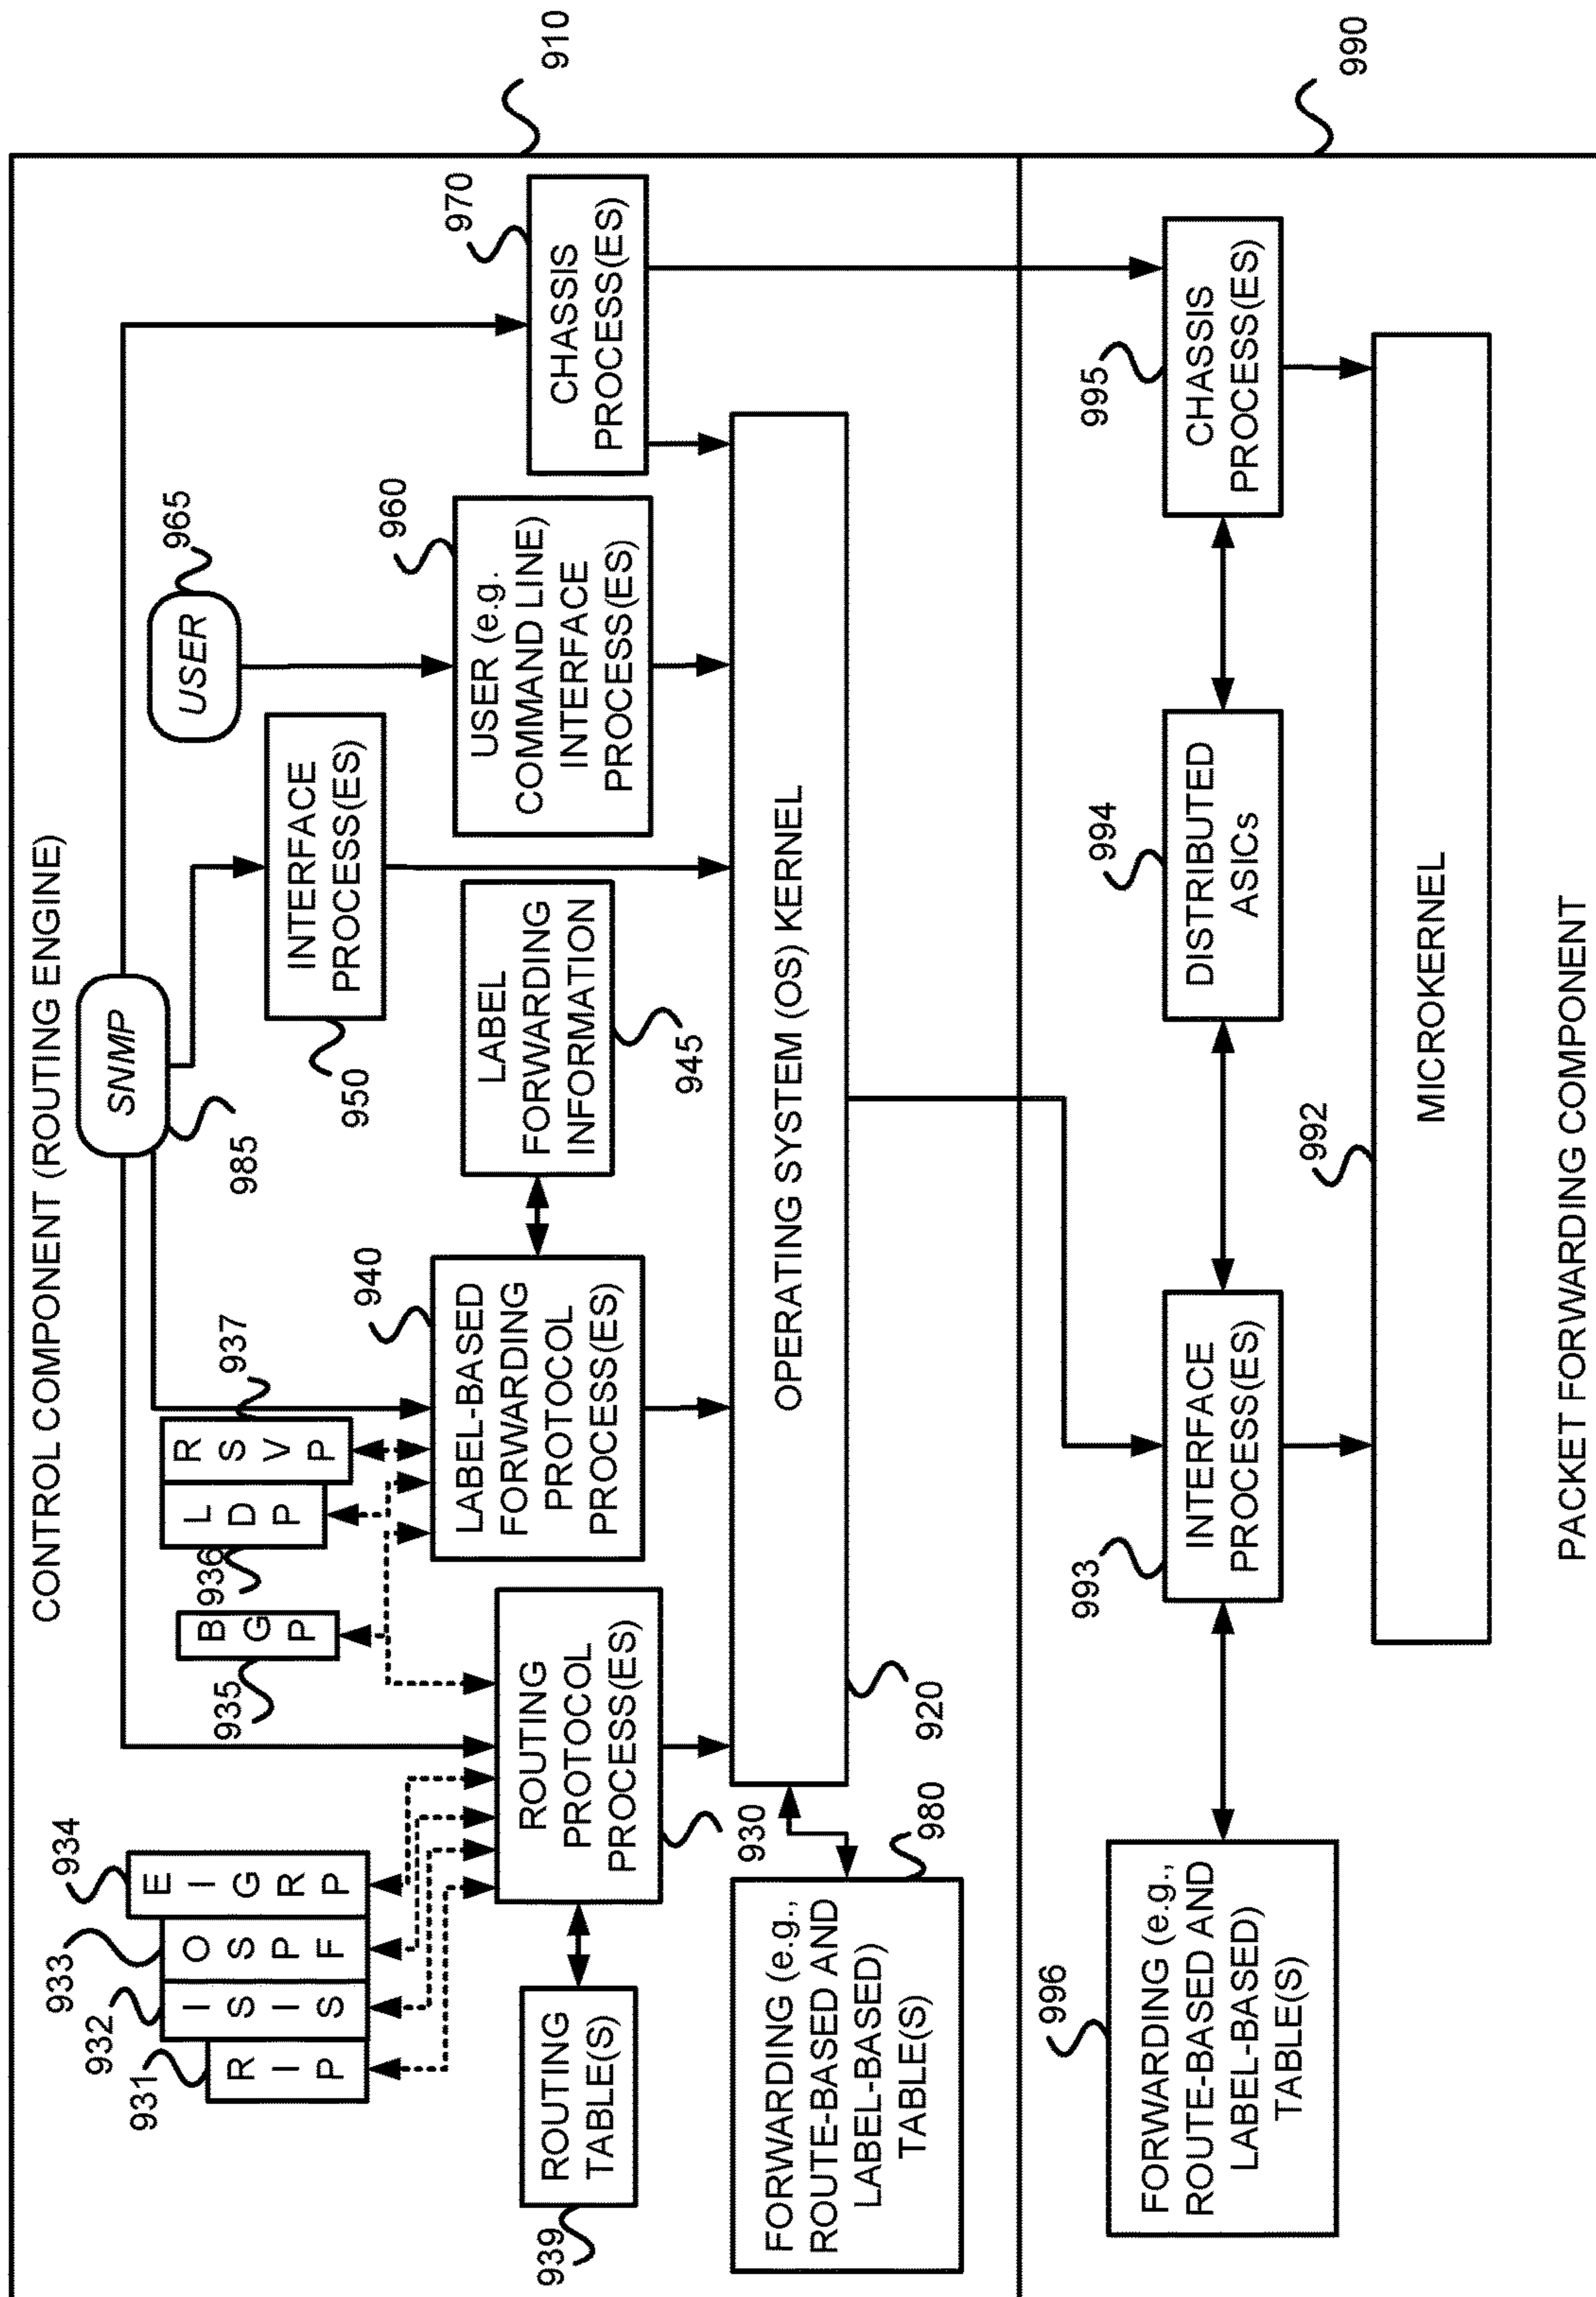 CONTROL COMPONENT (ROUTING ENGINE)
910
SNMP
985
USER
965
934
933
932
931
EIGRP
OSPF
ISIS
RIP
935
BGP
936
LDP
937
RSVP
INTERFACE
PROCESS(ES)
950
940
LABEL-BASED
FORWARDING
PROTOCOL
PROCESS(ES)
LABEL
FORWARDING
INFORMATION
945
960
USER (e.g.
COMMAND LINE)
INTERFACE
PROCESS(ES)
970
CHASSIS
PROCESS(ES)
939
ROUTING
TABLE(S)
ROUTING
PROTOCOL
PROCESS(ES)
930
OPERATING SYSTEM (OS) KERNEL
920
980
FORWARDING (e.g.,
ROUTE-BASED AND
LABEL-BASED)
TABLE(S)
990
996
FORWARDING (e.g.,
ROUTE-BASED AND
LABEL-BASED)
TABLE(S)
993
INTERFACE
PROCESS(ES)
994
DISTRIBUTED
ASICs
995
CHASSIS
PROCESS(ES)
992
MICROKERNEL
PACKET FORWARDING COMPONENT